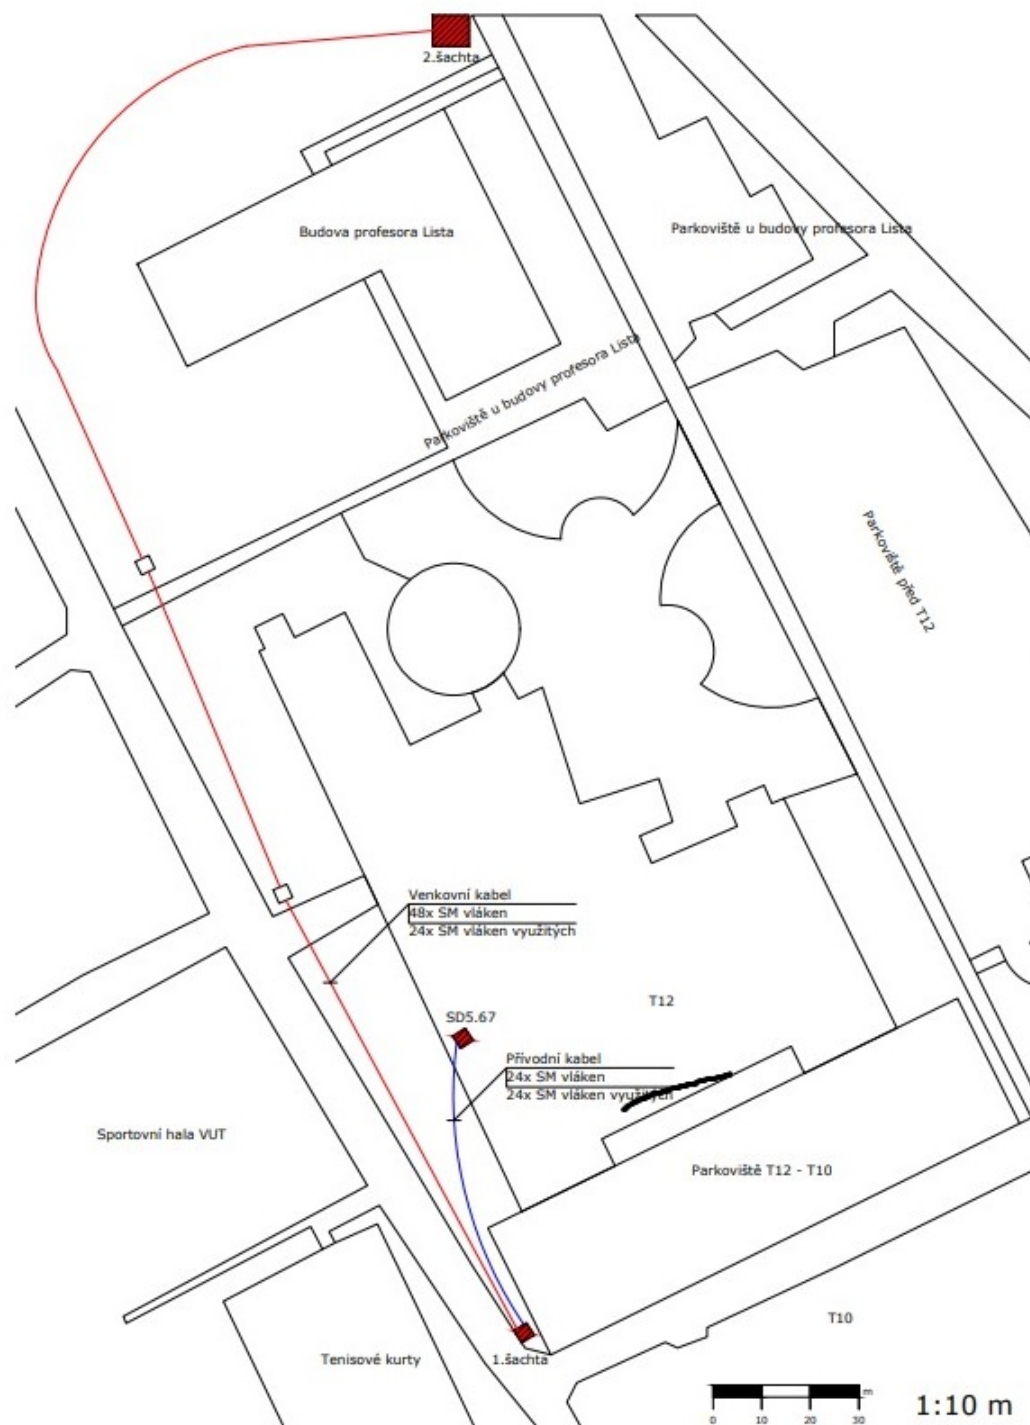 2.šachta
Budova profesora Lista
Parkoviště u budovy profesora Lista
Parkoviště u budovy profesora Lista
Parkoviště před T12
Venkovní kabel
48x SM vláken
24x SM vláken využitých
T12
SD5.67
Přívodní kabel
24x SM vláken
24x SM vláken využitých
Sportovní hala VUT
Parkoviště T12 - T10
T10
Tenisové kurty
1.šachta
m
0 10 20 30
1:10 m